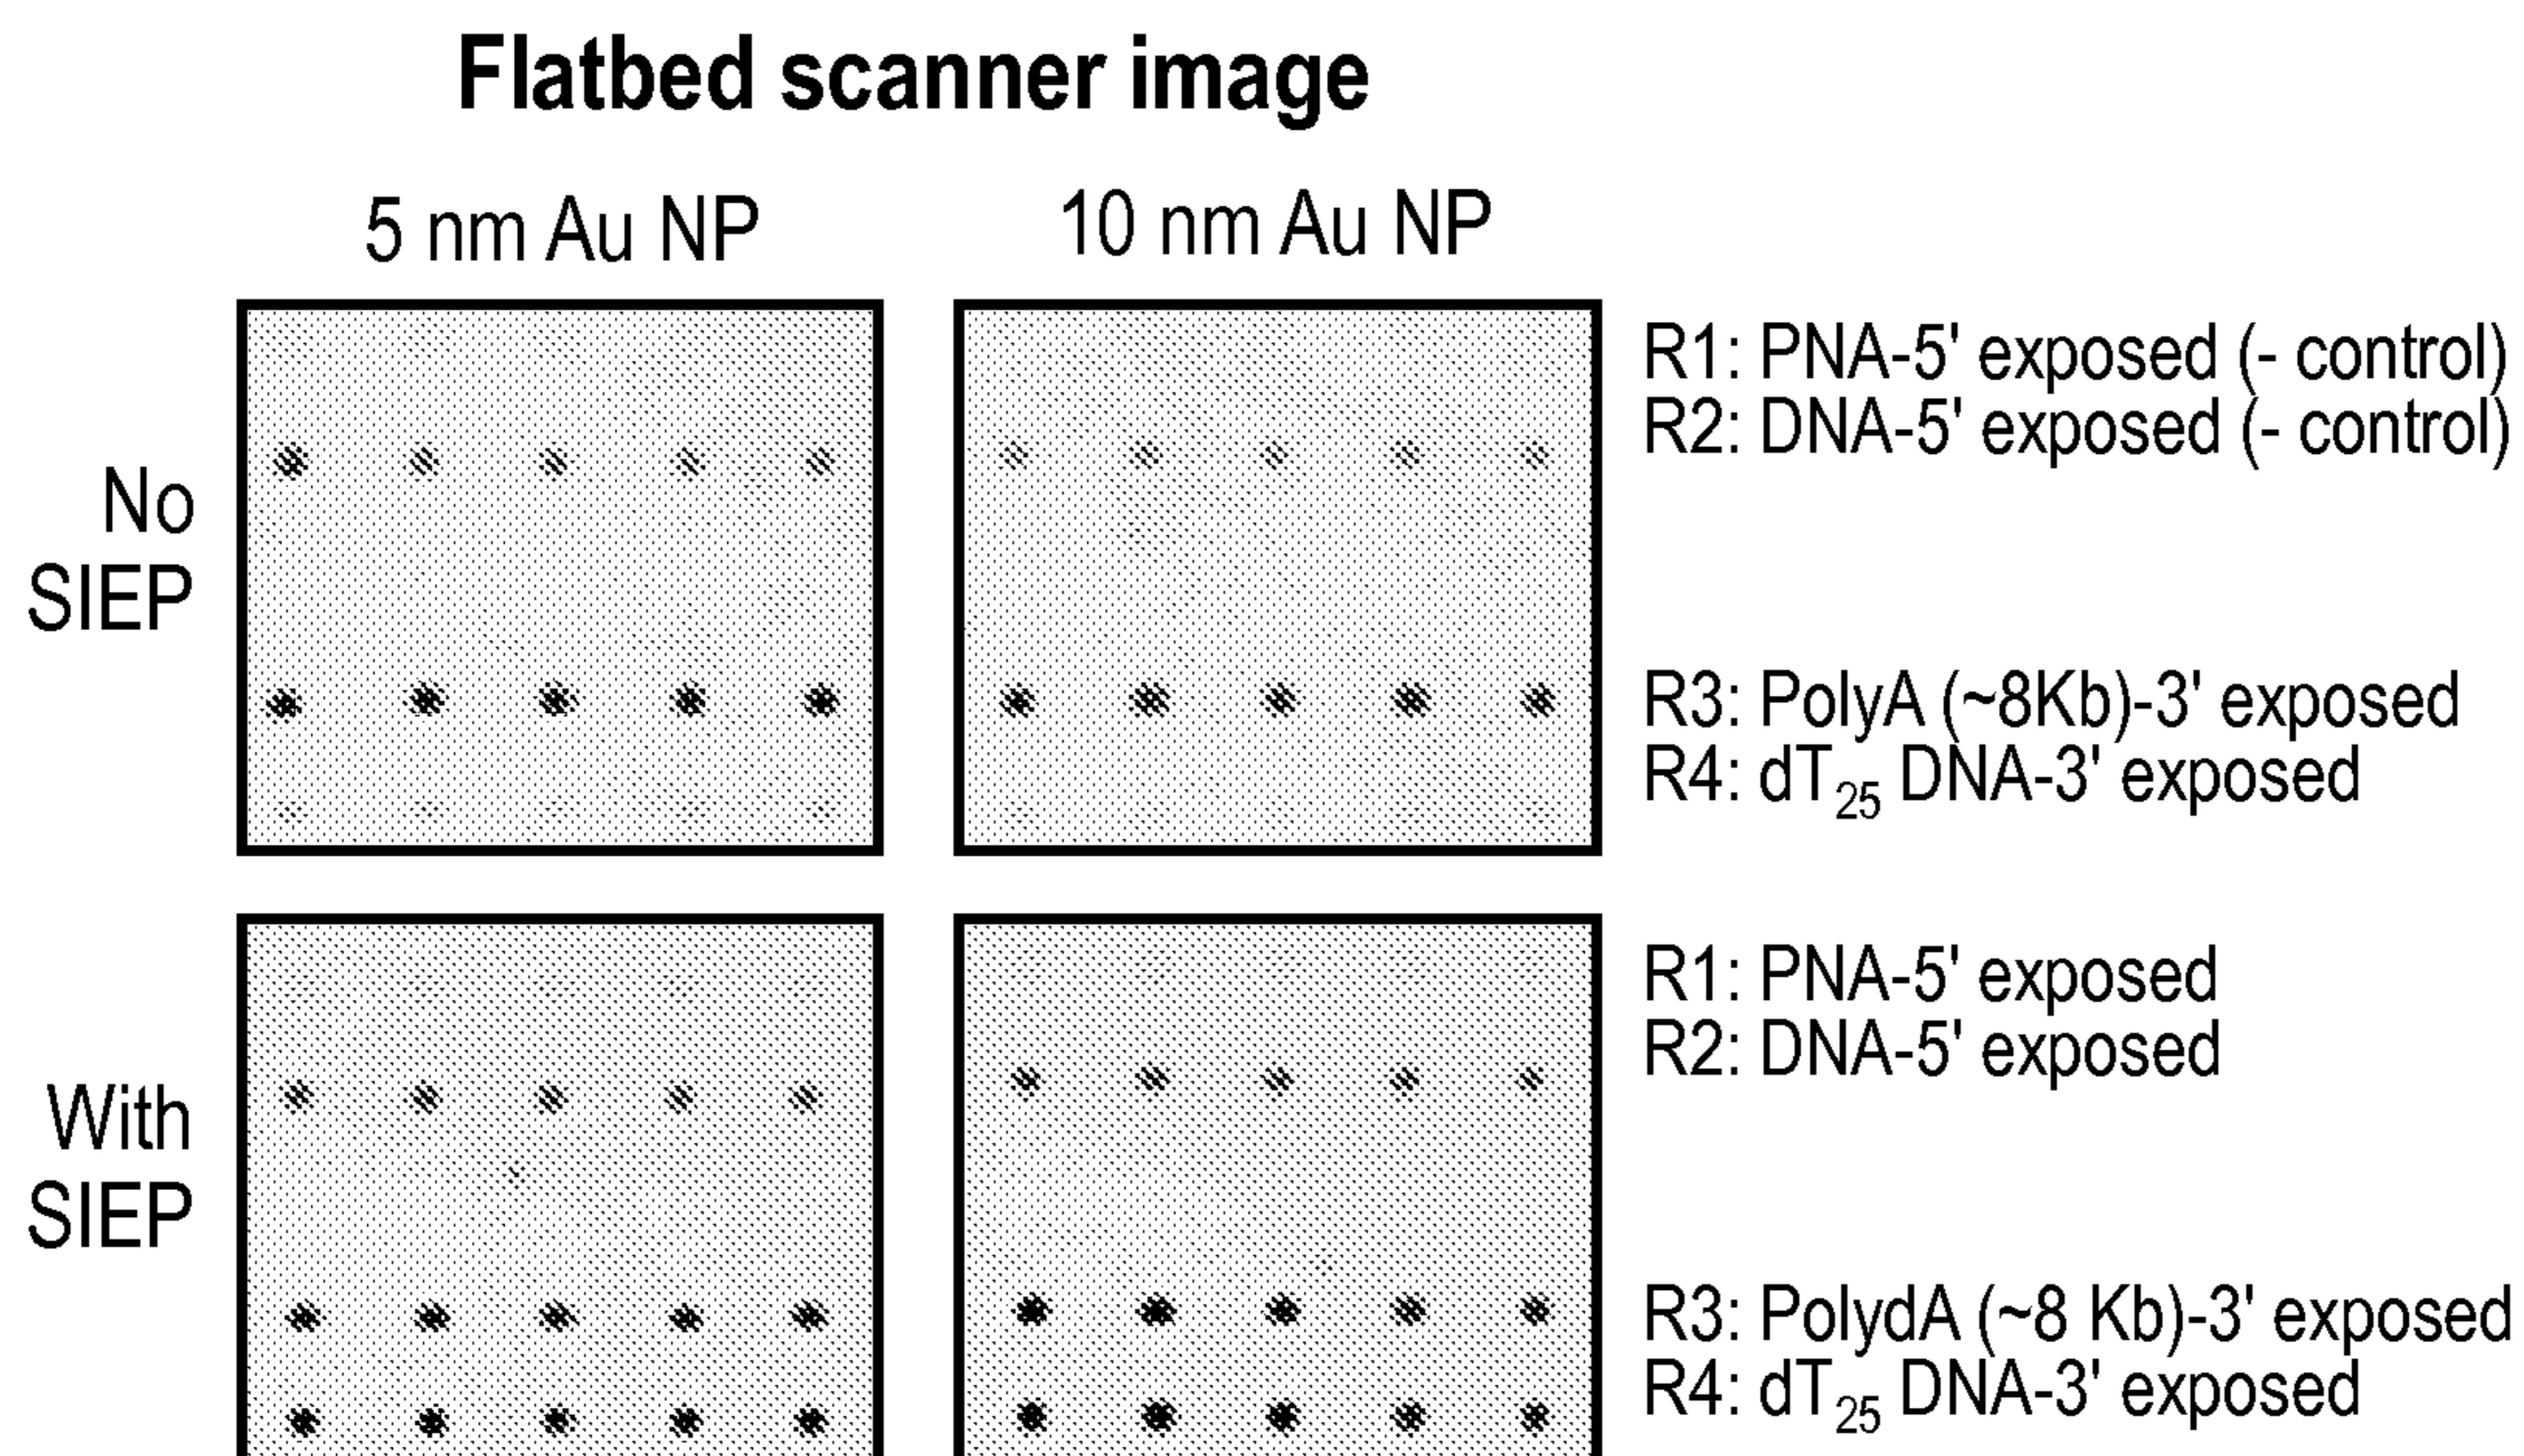 Flatbed scanner image
5 nm Au NP
10 nm Au NP
No
SIEP
R1: PNA-5' exposed (- control)
R2: DNA-5' exposed (- control)
R3: PolyA (~8Kb)-3' exposed
R4: dT25 DNA-3' exposed
With
SIEP
R1: PNA-5' exposed
R2: DNA-5' exposed
R3: PolydA (~8 Kb)-3' exposed
R4: dT25 DNA-3' exposed